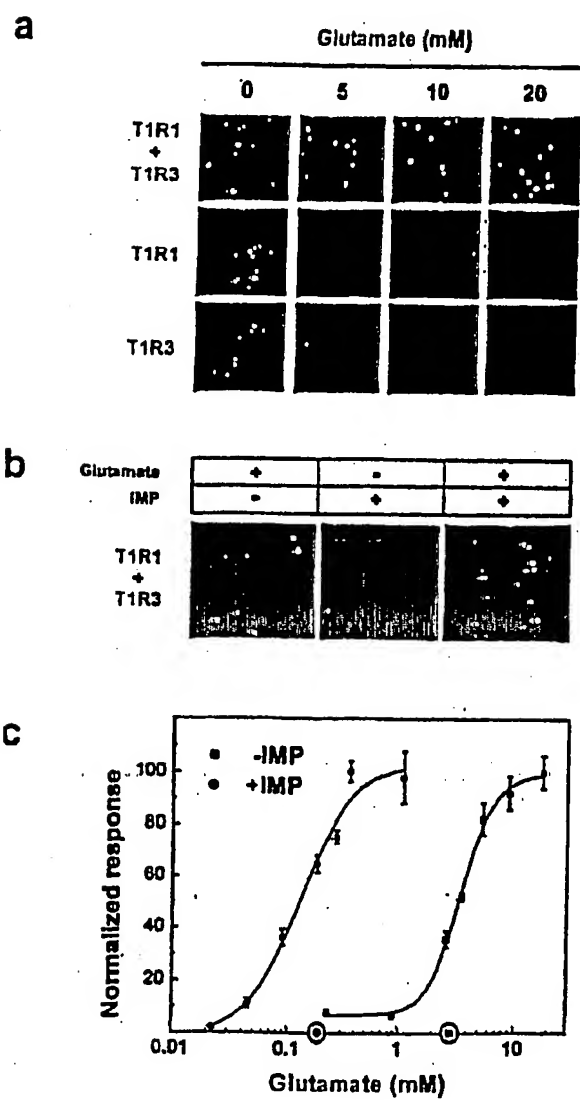 a
Glutamate (mM)
0 5 10 20
T1R1
+
T1R3
T1R1
T1R3
b
Glutamate + - +
IMP - + +
T1R1
+
T1R3
c
-IMP
+IMP
Normalized response
100
80
60
40
20
0.01 0.1 1 10
Glutamate (mM)